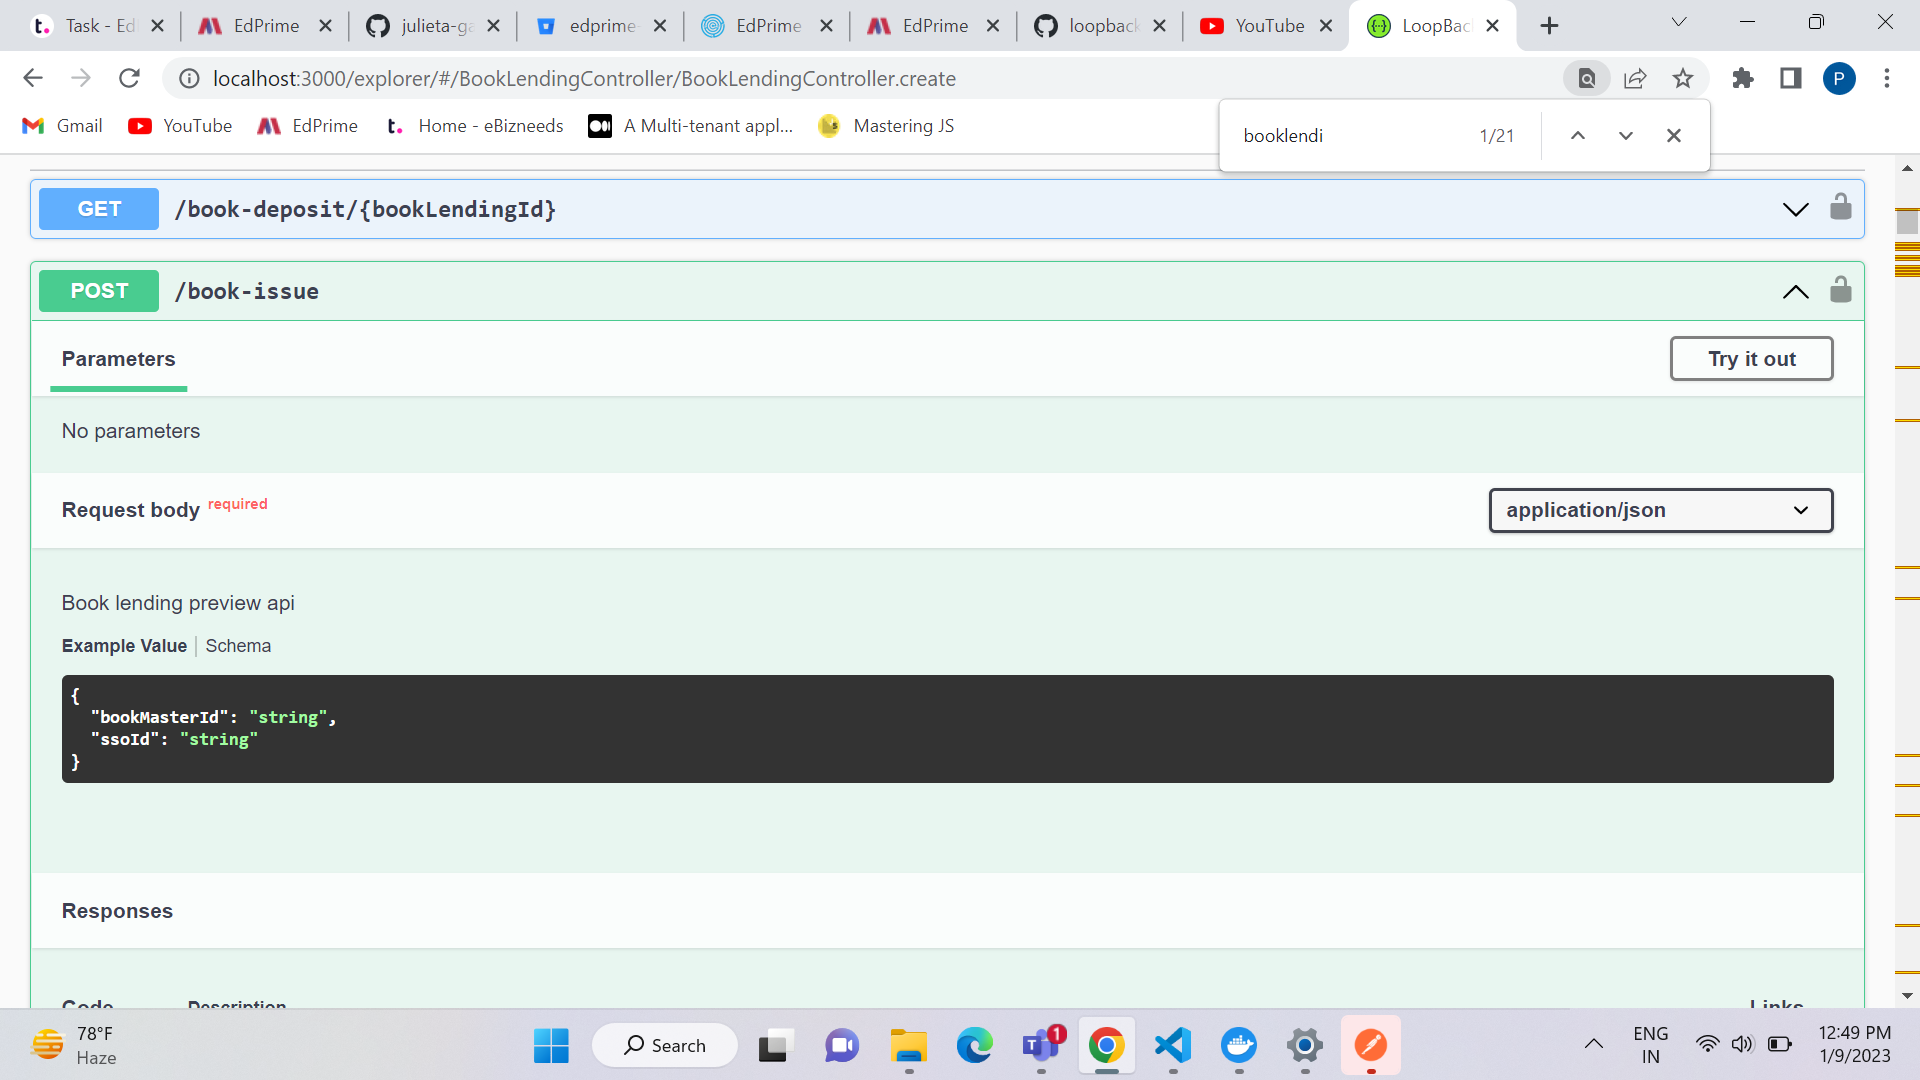 Task - Ed
EdPrime
julieta-ga
edprime-
EdPrime
EdPrime
loopback
YouTube
LoopBac
localhost:3000/explorer/#/BookLendingController/BookLendingController.create
P
Gmail
YouTube
EdPrime
Home - eBizneeds
A Multi-tenant appl...
Mastering JS
booklendi
1/21
GET
/book-deposit/{bookLendingId}
POST
/book-issue
Parameters
Try it out
No parameters
Request body required
application/json
Book lending preview api
Example Value
Schema
{
"bookMasterId": "string",
"ssoId": "string"
}
Responses
Code
Description
Links
78°F
Haze
Search
1
ENG
IN
12:49 PM
1/9/2023